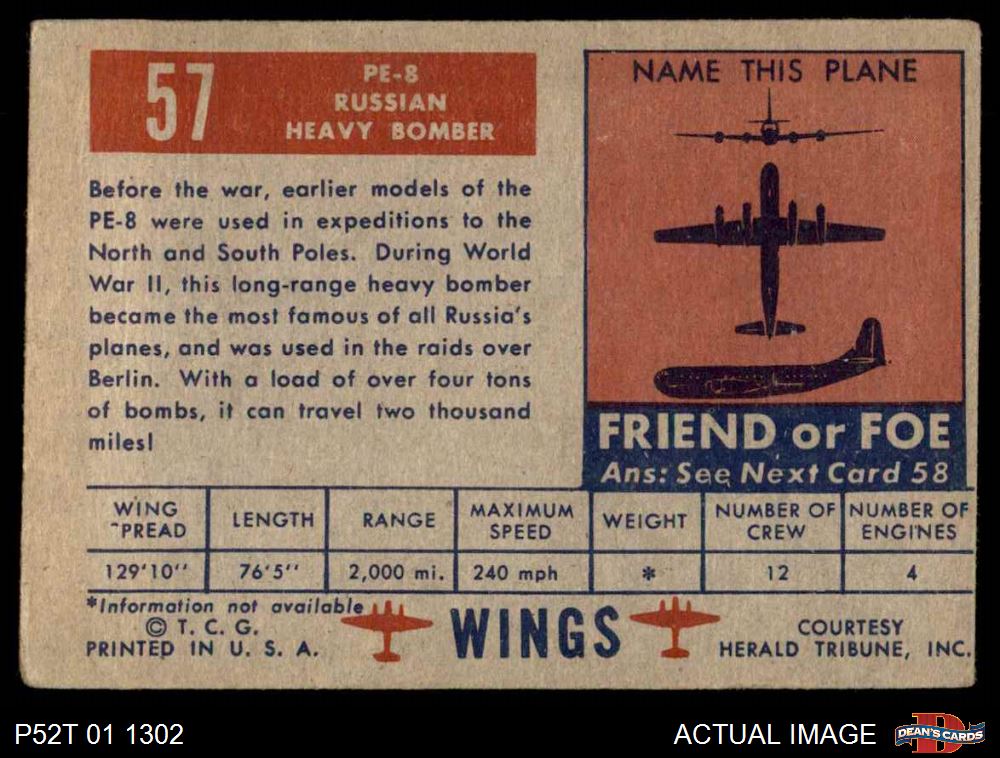 57
PE-8
RUSSIAN
HEAVY BOMBER
Before the war, earlier models of the
PE-8 were used in expeditions to the
North and South Poles. During World
War II, this long-range heavy bomber
became the most famous of all Russia's
planes, and was used in the raids over
Berlin. With a load of over four tons
of bombs, it can travel two thousand
miles!
NAME THIS PLANE
FRIEND or FOE
Ans: See Next Card 58
WING
PREAD
LENGTH
RANGE
MAXIMUM
SPEED
WEIGHT
NUMBER OF
CREW
NUMBER OF
ENGINES
129'10"
76'5"
2,000 mi.
240 mph
*
12
4
*Information not available
© T. C. G.
PRINTED IN U. S. A.
WINGS
COURTESY
HERALD TRIBUNE, INC.
P52T 01 1302
ACTUAL IMAGE
D
DEAN'S CARDS